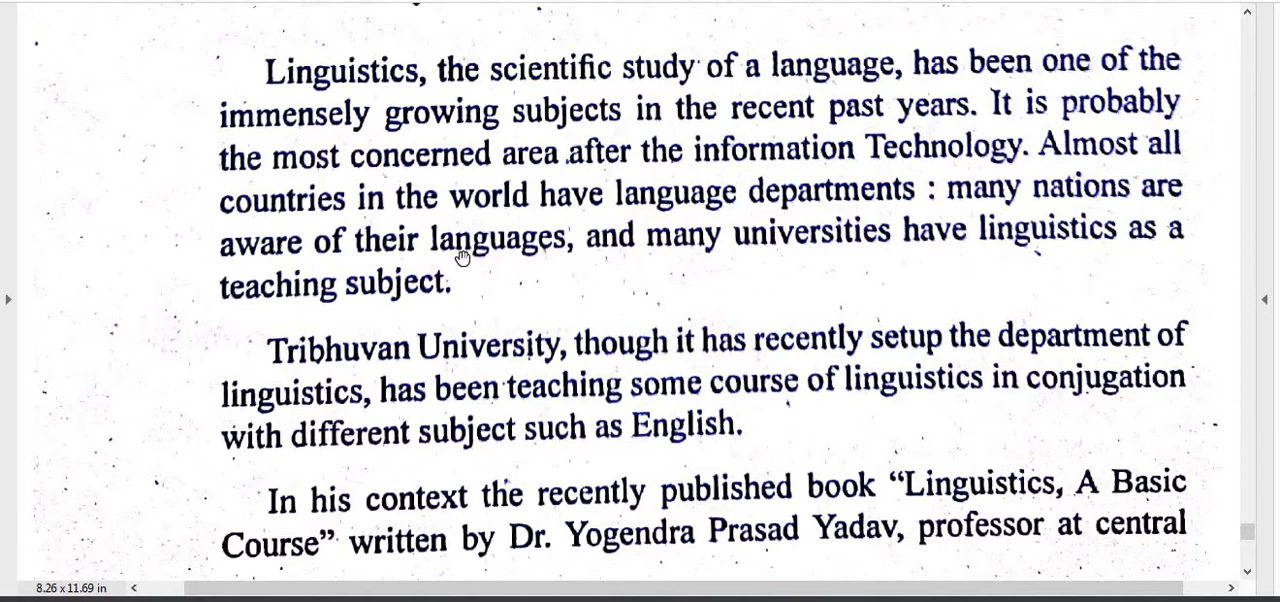 Linguistics, the scientific study of a language, has been one of the
immensely growing subjects in the recent past years. It is probably
the most concerned area after the information Technology. Almost all
countries in the world have language departments : many nations are
aware of their languages, and many universities have linguistics as a
teaching subject.
Tribhuvan University, though it has recently setup the department of
linguistics, has been teaching some course of linguistics in conjugation
with different subject such as English.
In his context the recently published book “Linguistics, A Basic
Course” written by Dr. Yogendra Prasad Yadav, professor at central
8.26 x 11.69 in